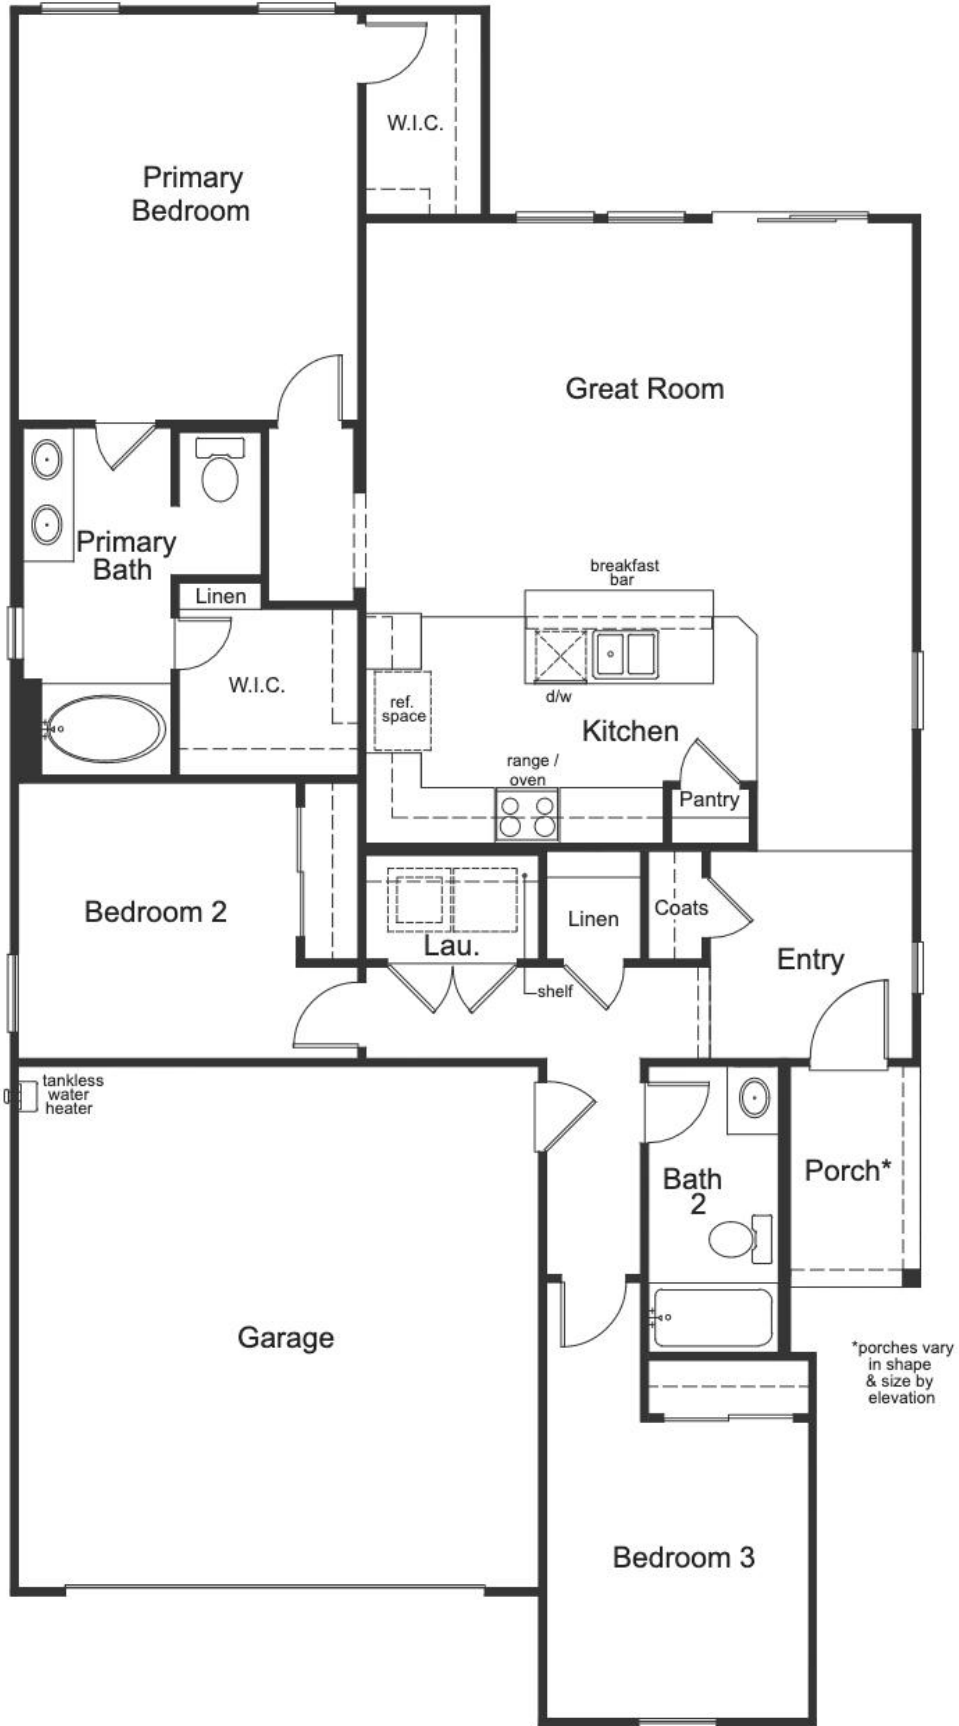 W.I.C.
Primary
Bedroom
Great Room
Primary
Bath
breakfast
bar
Linen
W.I.C.
ref.
space
d/w
Kitchen
range /
oven
Pantry
Bedroom 2
Lau.
Linen
Coats
Entry
shelf
tankless
water
heater
Bath
2
Porch*
Garage
*porches vary
in shape
& size by
elevation
Bedroom 3